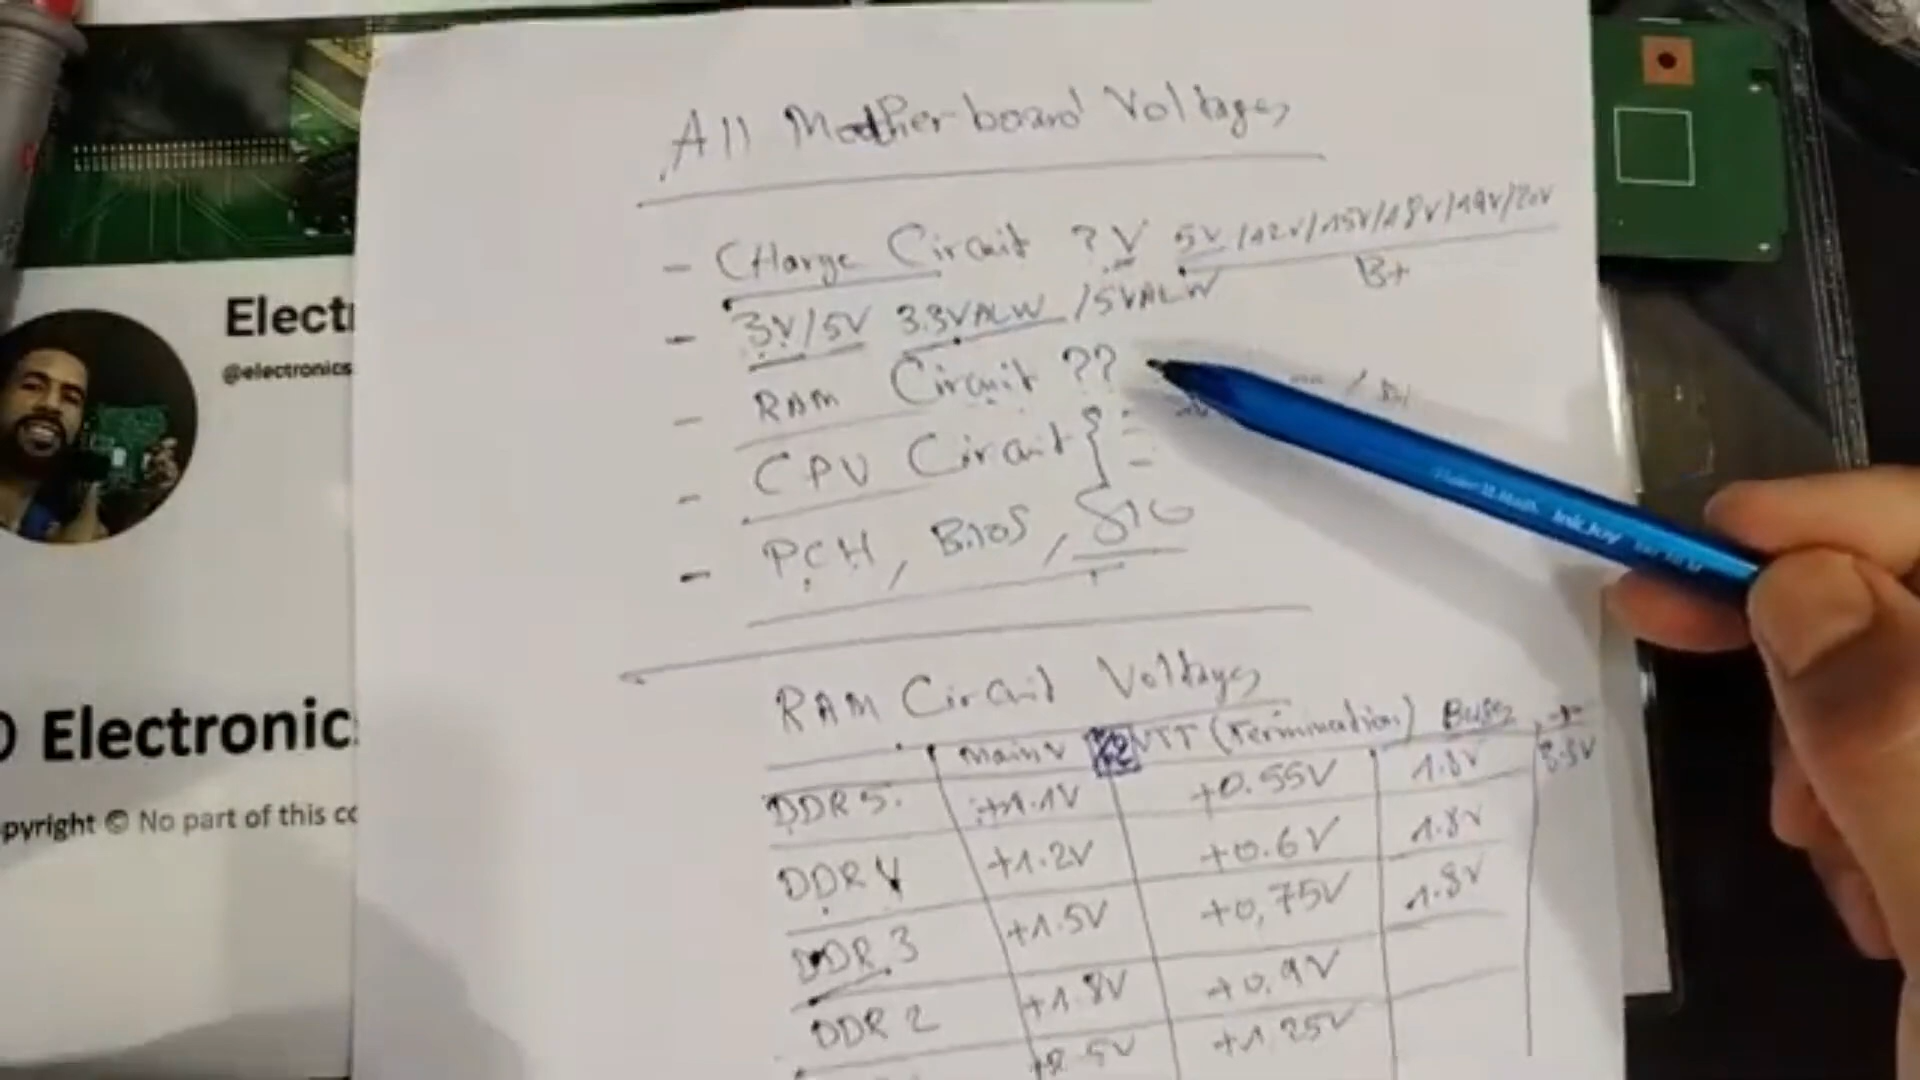 All Motherboard Voltages
- CHarge Circuit ? V 5V/12V/15V/18V/19V/20V
B+
- 3V/5V 3.3VALW /5VALW
- RAM Circuit ??
- CPU Circuit
- PCH, Bios, SIO
RAM Circuit Voltages
Main V VTT (Termination) Buses
DDR5. +1.1V +0.55V 1.8V 3.3V
DDR4 +1.2V +0.6V 1.8V
DDR3 +1.5V +0,75V 1.8V
DDR2 +1.8V +0,9V
+2.5V +1.25V
Elect
@electronics
Electronic
pyright © No part of this co